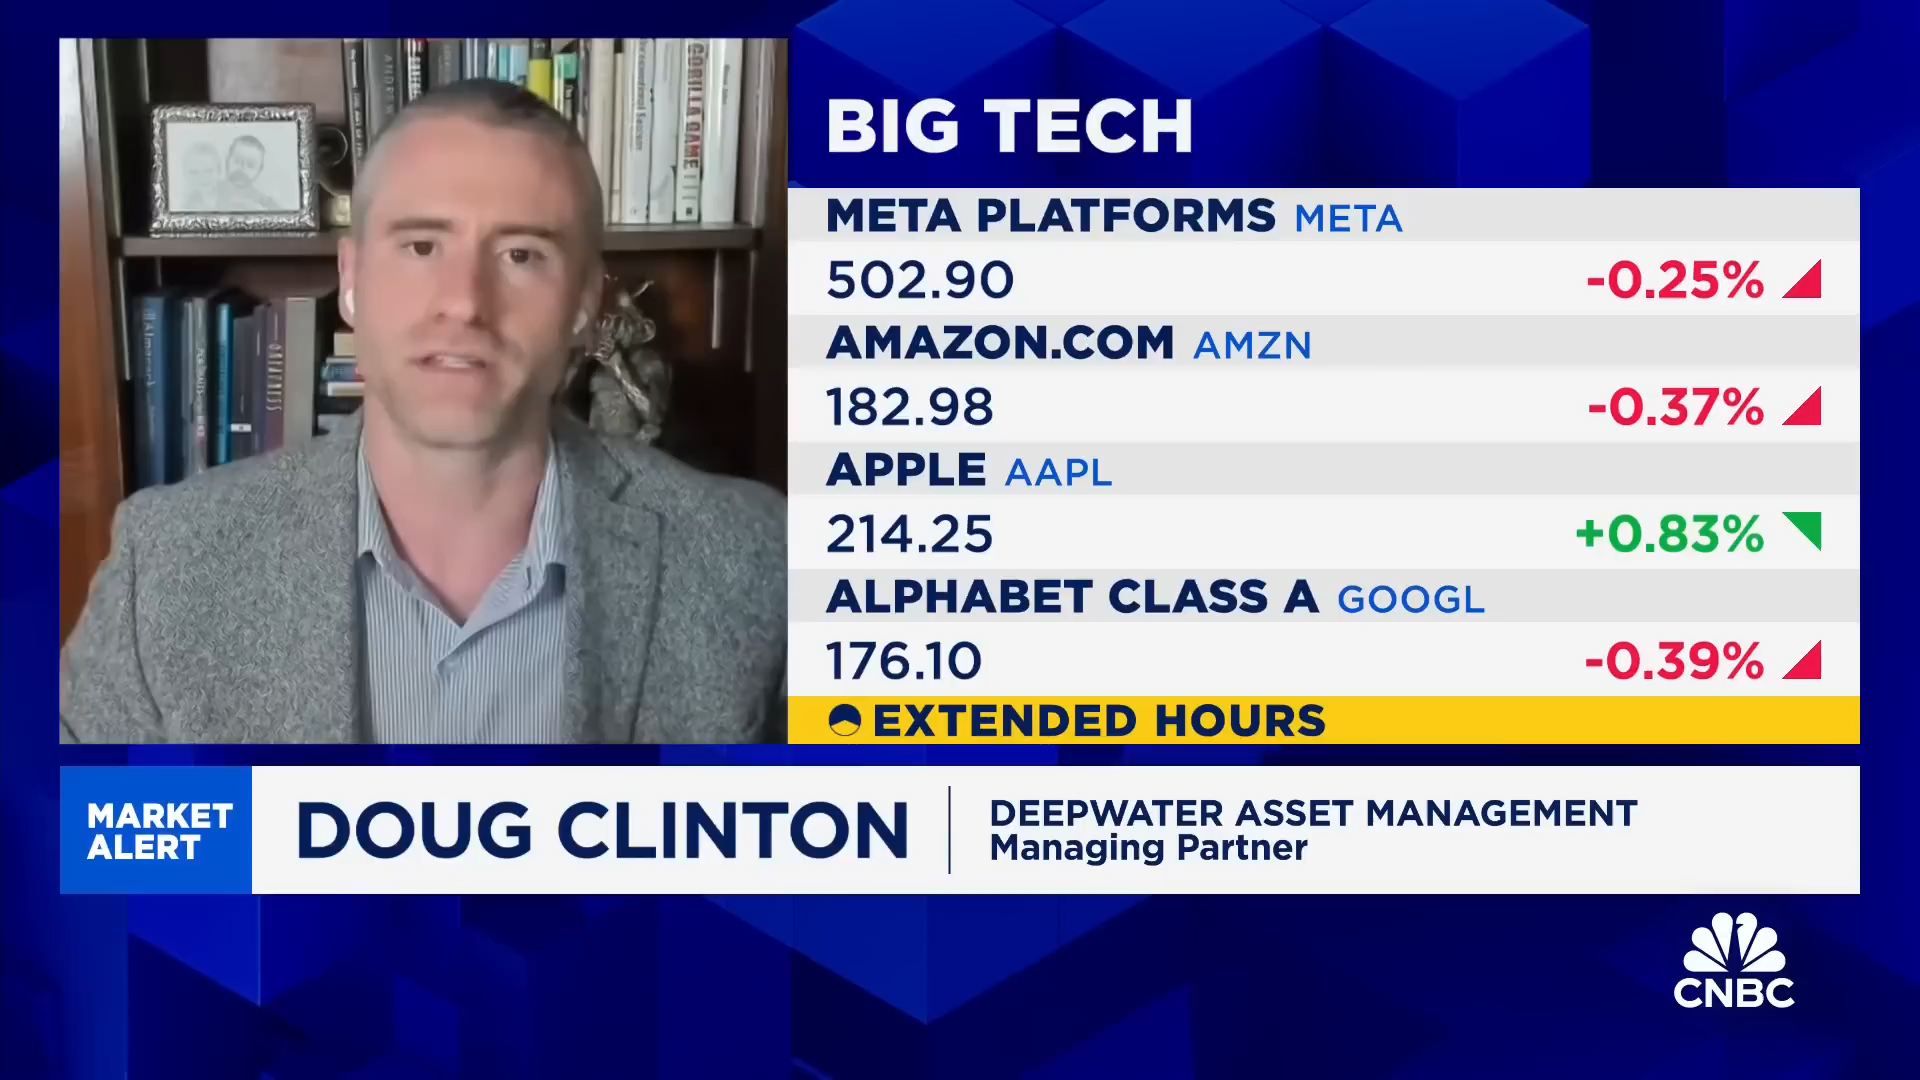 BIG TECH
META PLATFORMS META
502.90 -0.25%
AMAZON.COM AMZN
182.98 -0.37%
APPLE AAPL
214.25 +0.83%
ALPHABET CLASS A GOOGL
176.10 -0.39%
EXTENDED HOURS
MARKET
ALERT
DOUG CLINTON
DEEPWATER ASSET MANAGEMENT
Managing Partner
CNBC
GORILLA GAME